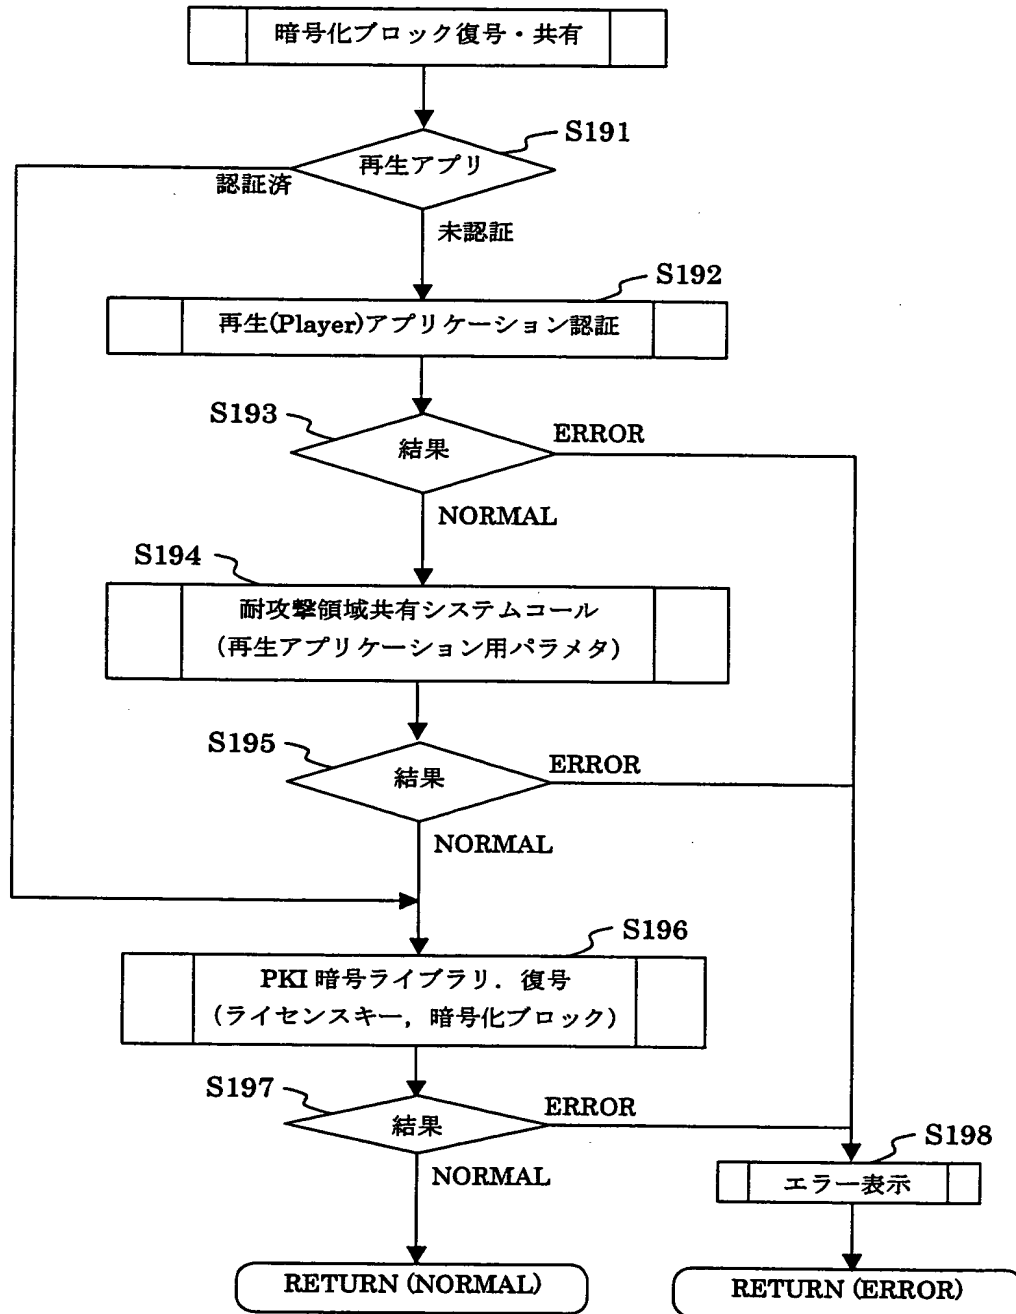 暗号化ブロック復号・共有
S191
再生アプリ
認証済
未認証
S192
再生(Player)アプリケーション認証
S193
結果
ERROR
NORMAL
S194
耐攻撃領域共有システムコール
(再生アプリケーション用パラメタ)
S195
結果
ERROR
NORMAL
S196
PKI 暗号ライブラリ. 復号
(ライセンスキー, 暗号化ブロック)
S197
結果
ERROR
NORMAL
S198
エラー表示
RETURN (NORMAL)
RETURN (ERROR)